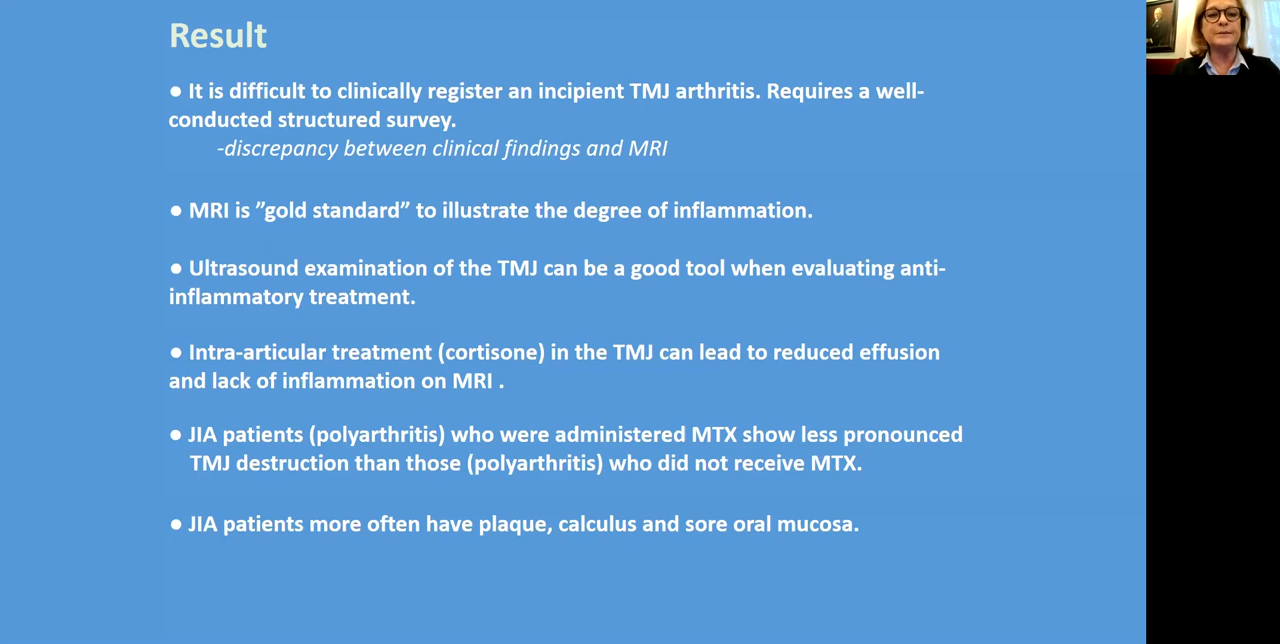 Result
● It is difficult to clinically register an incipient TMJ arthritis. Requires a well-
conducted structured survey.
-discrepancy between clinical findings and MRI
● MRI is ”gold standard” to illustrate the degree of inflammation.
● Ultrasound examination of the TMJ can be a good tool when evaluating anti-
inflammatory treatment.
● Intra-articular treatment (cortisone) in the TMJ can lead to reduced effusion
and lack of inflammation on MRI .
● JIA patients (polyarthritis) who were administered MTX show less pronounced
TMJ destruction than those (polyarthritis) who did not receive MTX.
● JIA patients more often have plaque, calculus and sore oral mucosa.